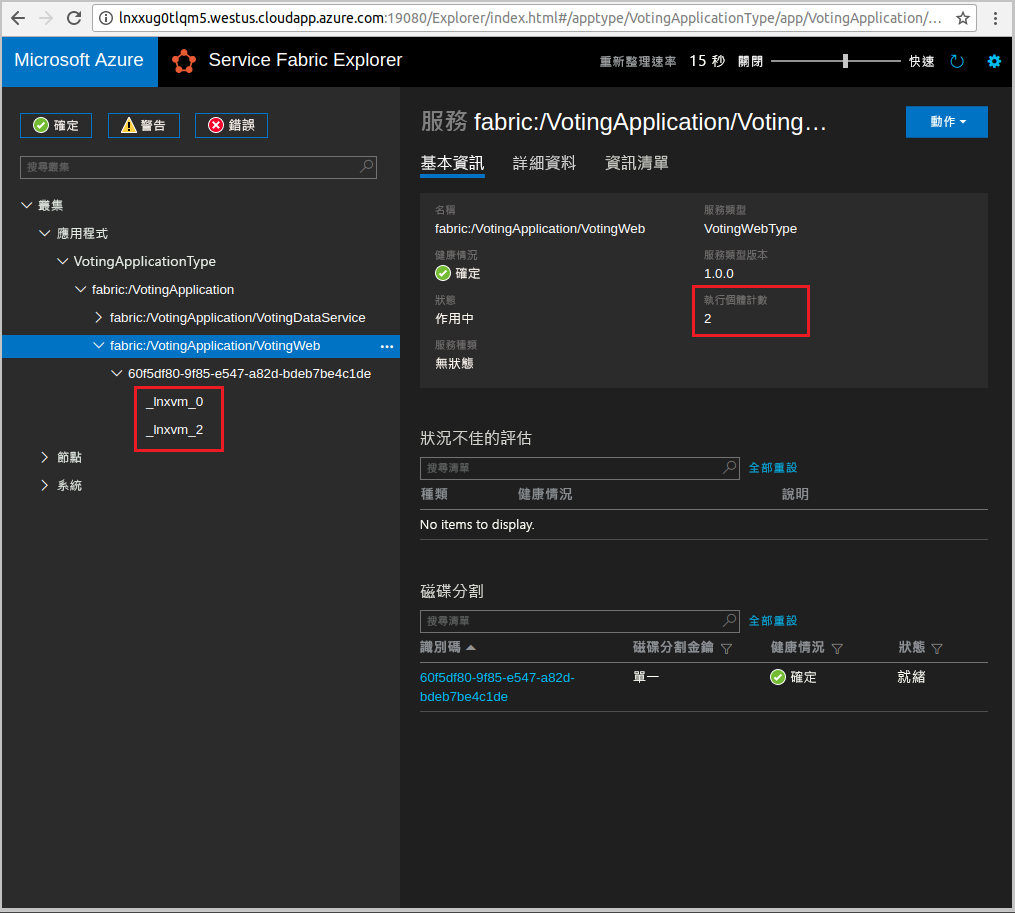 lnxxug0tlqm5.westus.cloudapp.azure.com:19080/Explorer/index.html#/apptype/VotingApplicationType/app/VotingApplication/...
Microsoft Azure
Service Fabric Explorer
重新整理速率 15 秒 關閉 快速
確定 警告 錯誤
搜尋叢集
叢集
應用程式
VotingApplicationType
fabric:/VotingApplication
fabric:/VotingApplication/VotingDataService
fabric:/VotingApplication/VotingWeb
60f5df80-9f85-e547-a82d-bdeb7be4c1de
_lnxvm_0
_lnxvm_2
節點
系統
服務 fabric:/VotingApplication/Voting...
動作
基本資訊 詳細資料 資訊清單
名稱
fabric:/VotingApplication/VotingWeb
服務類型
VotingWebType
健康情況
確定
服務類型版本
1.0.0
狀態
作用中
執行個體計數
2
服務種類
無狀態
狀況不佳的評估
搜尋清單 全部重設
種類 健康情況 說明
No items to display.
磁碟分割
搜尋清單 全部重設
識別碼 磁碟分割金鑰 健康情況 狀態
60f5df80-9f85-e547-a82d- 單一 確定 就緒
bdeb7be4c1de